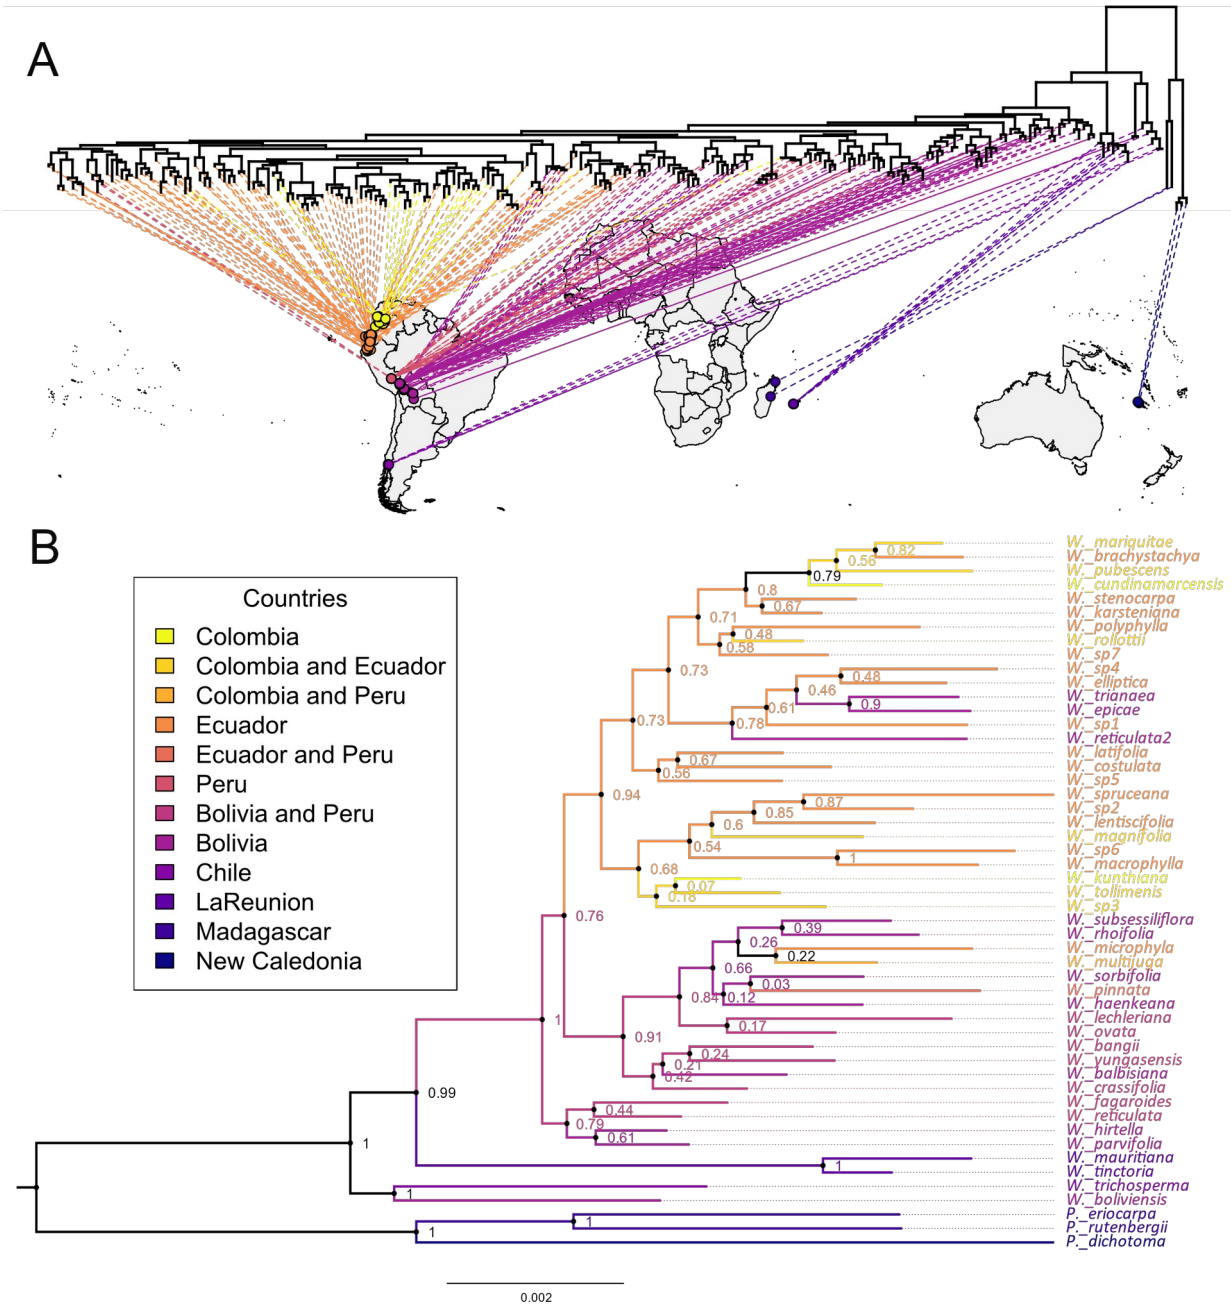 A
B
Countries
Colombia
Colombia and Ecuador
Colombia and Peru
Ecuador
Ecuador and Peru
Peru
Bolivia and Peru
Bolivia
Chile
LaReunion
Madagascar
New Caledonia
W._mariquitae
0.82
W._brachystachya
0.56
W._pubescens
0.79
W._cundinamarcensis
0.8
W._stenocarpa
0.67
W._karsteniana
0.71
W._polyphylla
0.48
W._rollottii
0.58
W._sp7
0.73
W._sp4
0.48
W._elliptica
0.46
W._trianaea
0.9
W._epicae
0.61
W._sp1
0.78
0.73
W._reticulata2
W._latifolia
0.67
W._costulata
0.56
W._sp5
0.94
W._spruceana
0.87
W._sp2
0.85
W._lentiscifolia
0.6
W._magnifolia
0.54
W._sp6
1
W._macrophylla
0.68
W._kunthiana
0.07
W._tollimenis
0.18
W._sp3
0.76
W._subsessiliflora
0.39
W._rhoifolia
0.26
W._microphyla
0.22
W._multijuga
0.66
W._sorbifolia
0.03
W._pinnata
0.84
0.12
W._haenkeana
1
W._lechleriana
0.17
W._ovata
0.91
W._bangii
0.24
W._yungasensis
0.21
W._balbisiana
0.42
W._crassifolia
0.99
W._fagaroides
0.44
W._reticulata
0.79
W._hirtella
0.61
W._parvifolia
1
W._mauritiana
1
W._tinctoria
W._trichosperma
1
W._boliviensis
P._eriocarpa
1
P._rutenbergii
1
P._dichotoma
0.002